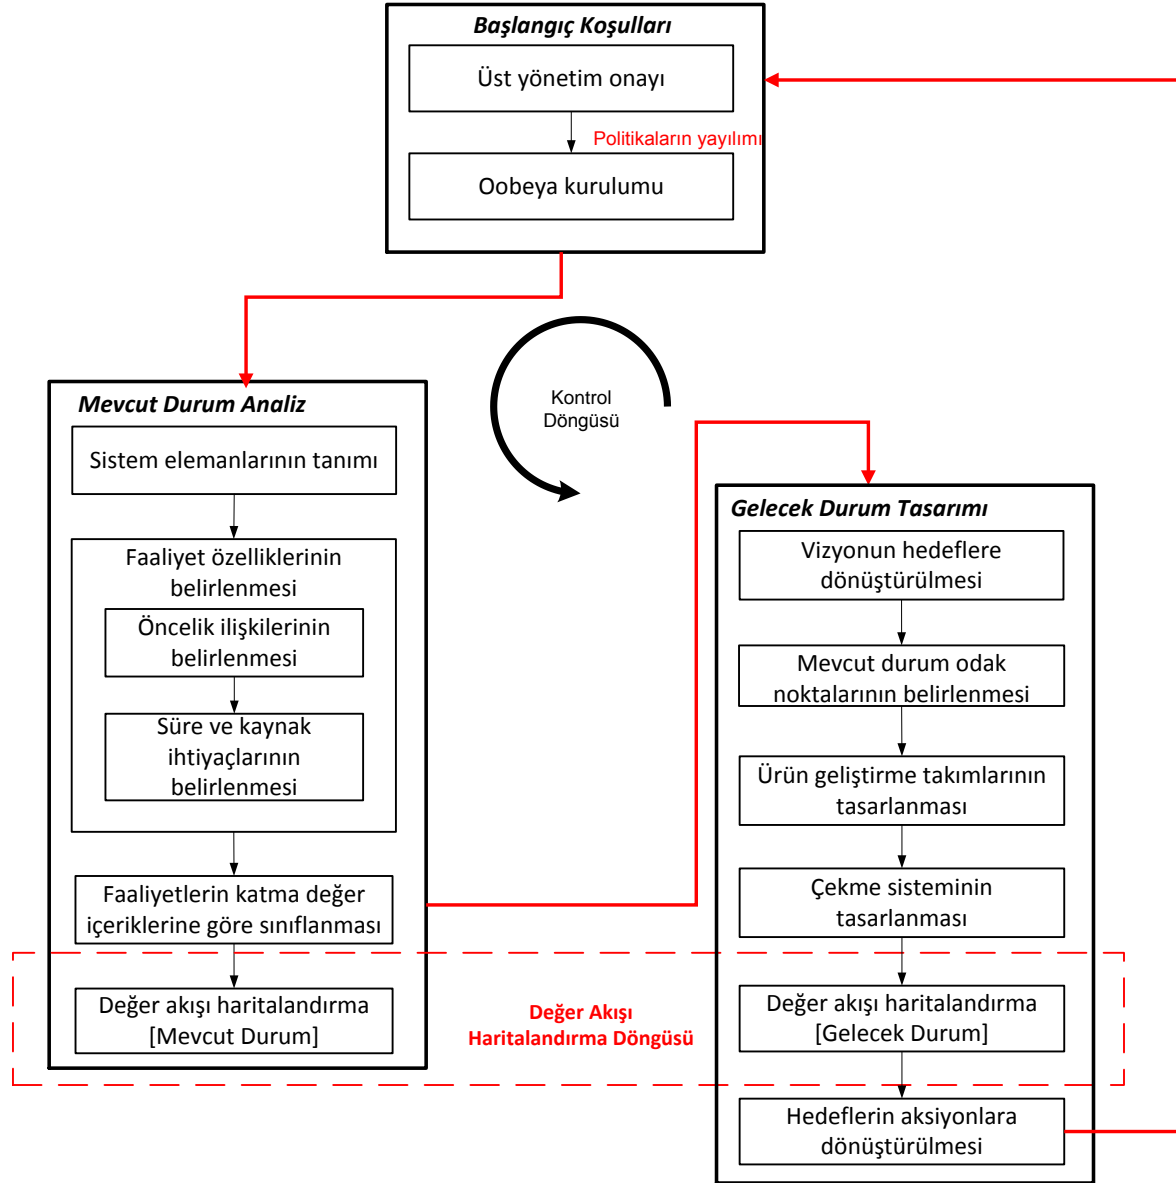 Başlangıç Koşulları
Üst yönetim onayı
Politikaların yayılımı
Oobeya kurulumu
Kontrol
Döngüsü
Mevcut Durum Analiz
Sistem elemanlarının tanımı
Faaliyet özelliklerinin
belirlenmesi
Öncelik ilişkilerinin
belirlenmesi
Süre ve kaynak
ihtiyaçlarının
belirlenmesi
Faaliyetlerin katma değer
içeriklerine göre sınıflanması
Değer akışı haritalandırma
[Mevcut Durum]
Değer Akışı
Haritalandırma Döngüsü
Gelecek Durum Tasarımı
Vizyonun hedeflere
dönüştürülmesi
Mevcut durum odak
noktalarının belirlenmesi
Ürün geliştirme takımlarının
tasarlanması
Çekme sisteminin
tasarlanması
Değer akışı haritalandırma
[Gelecek Durum]
Hedeflerin aksiyonlara
dönüştürülmesi